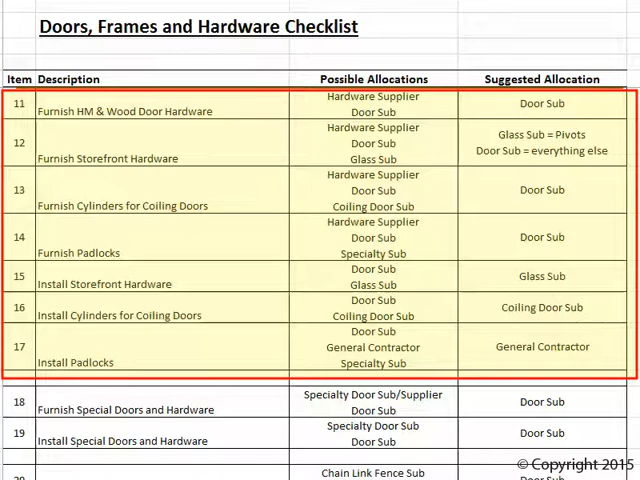 Doors, Frames and Hardware Checklist
Item Description Possible Allocations Suggested Allocation
11 Furnish HM & Wood Door Hardware Hardware Supplier Door Sub
Door Sub
12 Furnish Storefront Hardware Hardware Supplier Glass Sub = Pivots
Door Sub Door Sub = everything else
Glass Sub
13 Furnish Cylinders for Coiling Doors Hardware Supplier Door Sub
Door Sub
Coiling Door Sub
14 Furnish Padlocks Hardware Supplier Door Sub
Door Sub
Specialty Sub
15 Install Storefront Hardware Door Sub Glass Sub
Glass Sub
16 Install Cylinders for Coiling Doors Door Sub Coiling Door Sub
Coiling Door Sub
17 Install Padlocks Door Sub General Contractor
General Contractor
Specialty Sub
18 Furnish Special Doors and Hardware Specialty Door Sub/Supplier Door Sub
Door Sub
19 Install Special Doors and Hardware Specialty Door Sub Door Sub
Door Sub
Chain Link Fence Sub
© Copyright 2015